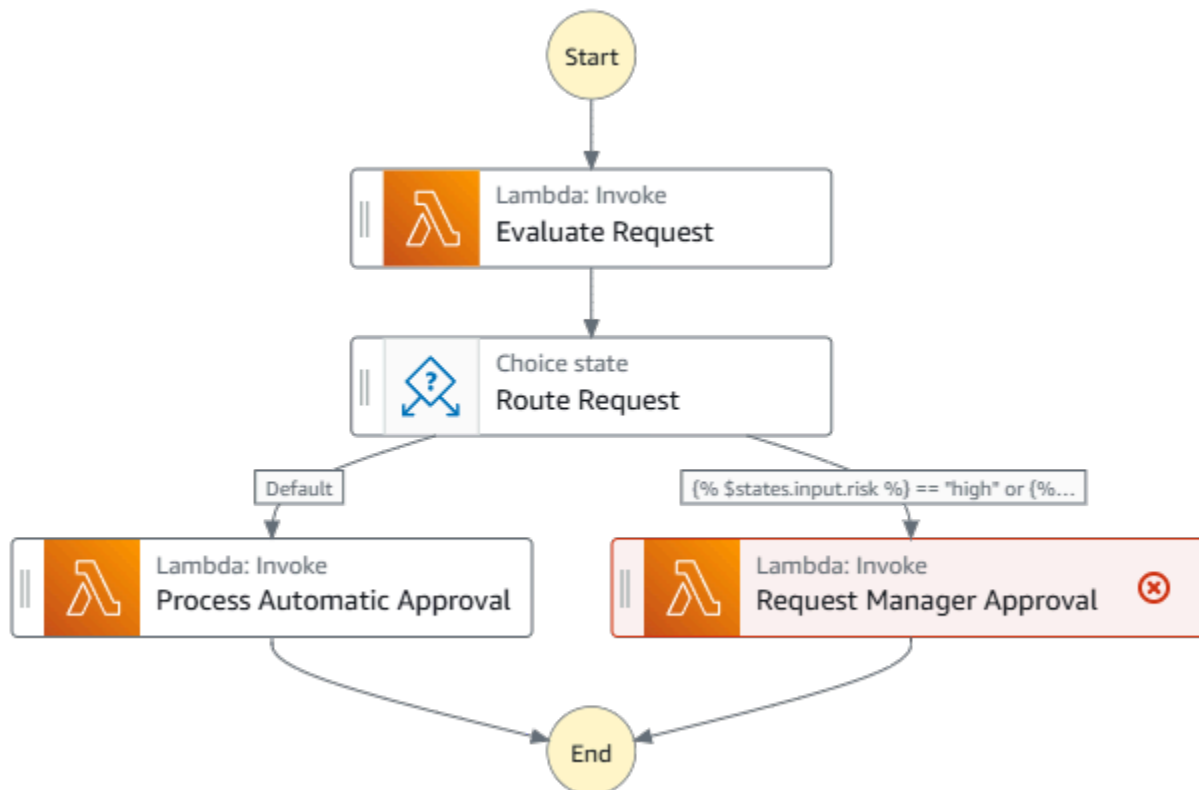 Start
Lambda: Invoke
Evaluate Request
Choice state
Route Request
Default
{% $states.input.risk %} == "high" or {%...
Lambda: Invoke
Process Automatic Approval
Lambda: Invoke
Request Manager Approval
End